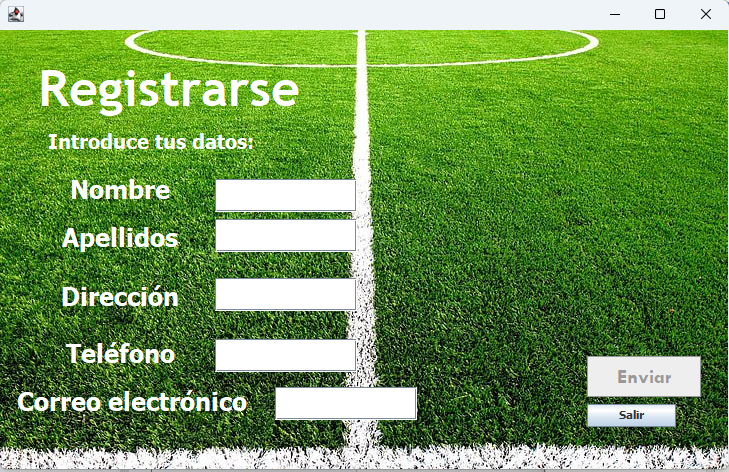 Registrarse
Introduce tus datos:
Nombre
Apellidos
Dirección
Teléfono
Correo electrónico
Enviar
Salir